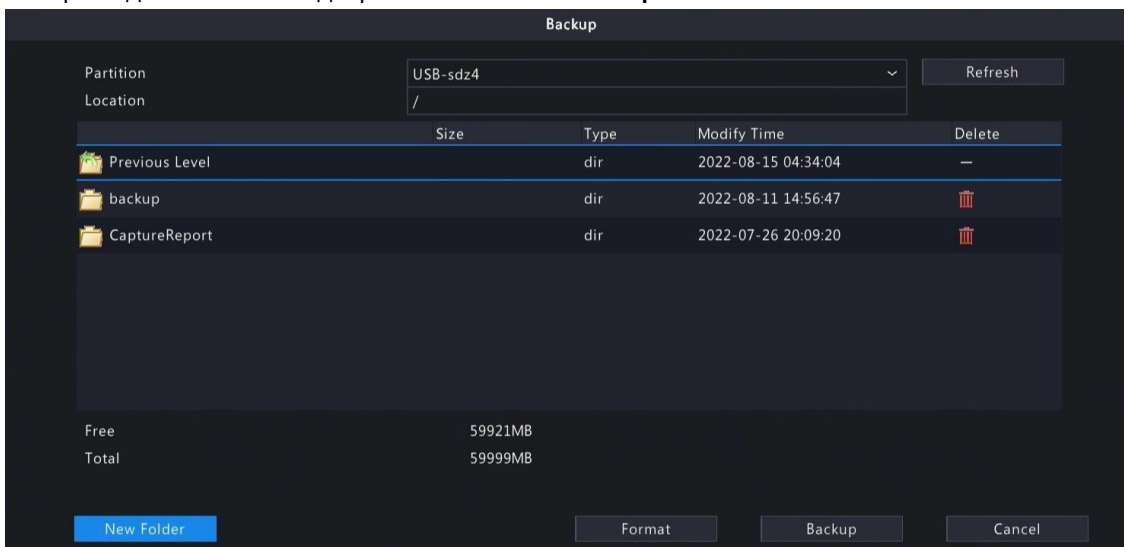 Backup
Partition USB-sdz4 Refresh
Location /
Size Type Modify Time Delete
Previous Level dir 2022-08-15 04:34:04 —
backup dir 2022-08-11 14:56:47
CaptureReport dir 2022-07-26 20:09:20
Free 59921MB
Total 59999MB
New Folder Format Backup Cancel